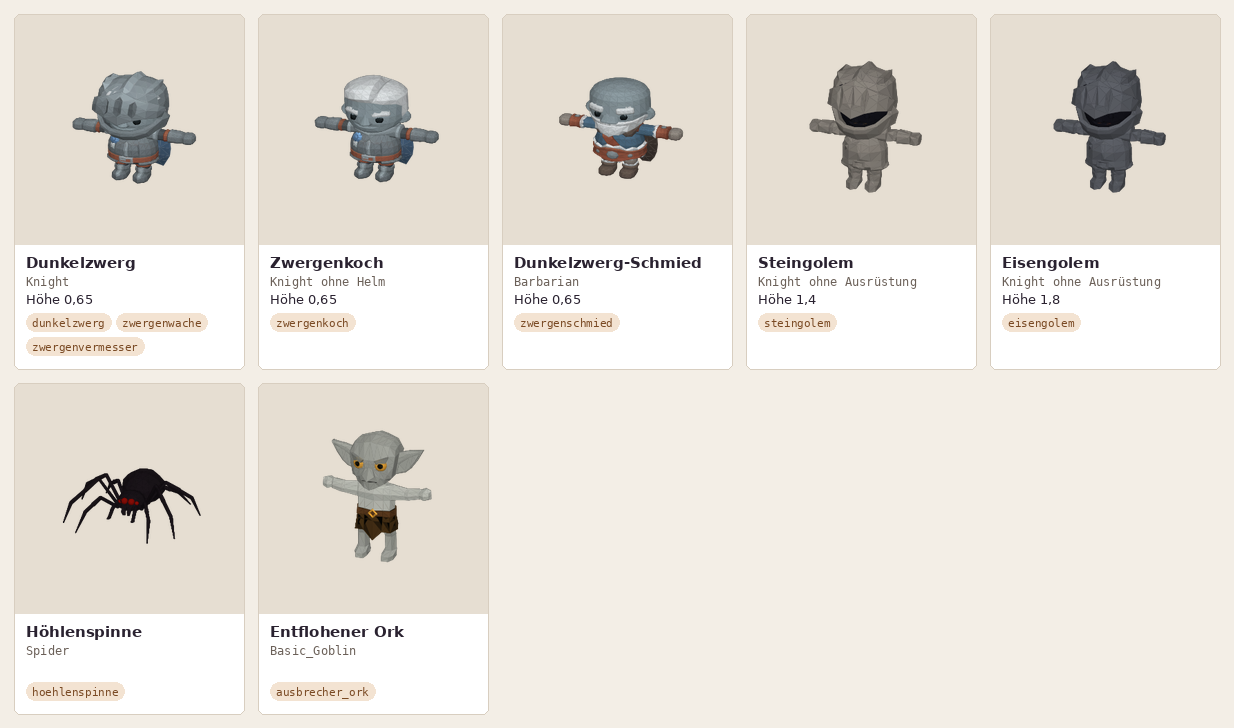 Dunkelzwerg
Knight
Höhe 0,65
dunkelzwerg zwergenwache
zwergenvermesser
Zwergenkoch
Knight ohne Helm
Höhe 0,65
zwergenkoch
Dunkelzwerg-Schmied
Barbarian
Höhe 0,65
zwergenschmied
Steingolem
Knight ohne Ausrüstung
Höhe 1,4
steingolem
Eisengolem
Knight ohne Ausrüstung
Höhe 1,8
eisengolem
Höhlenspinne
Spider
hoehlenspinne
Entflohener Ork
Basic_Goblin
ausbrecher_ork